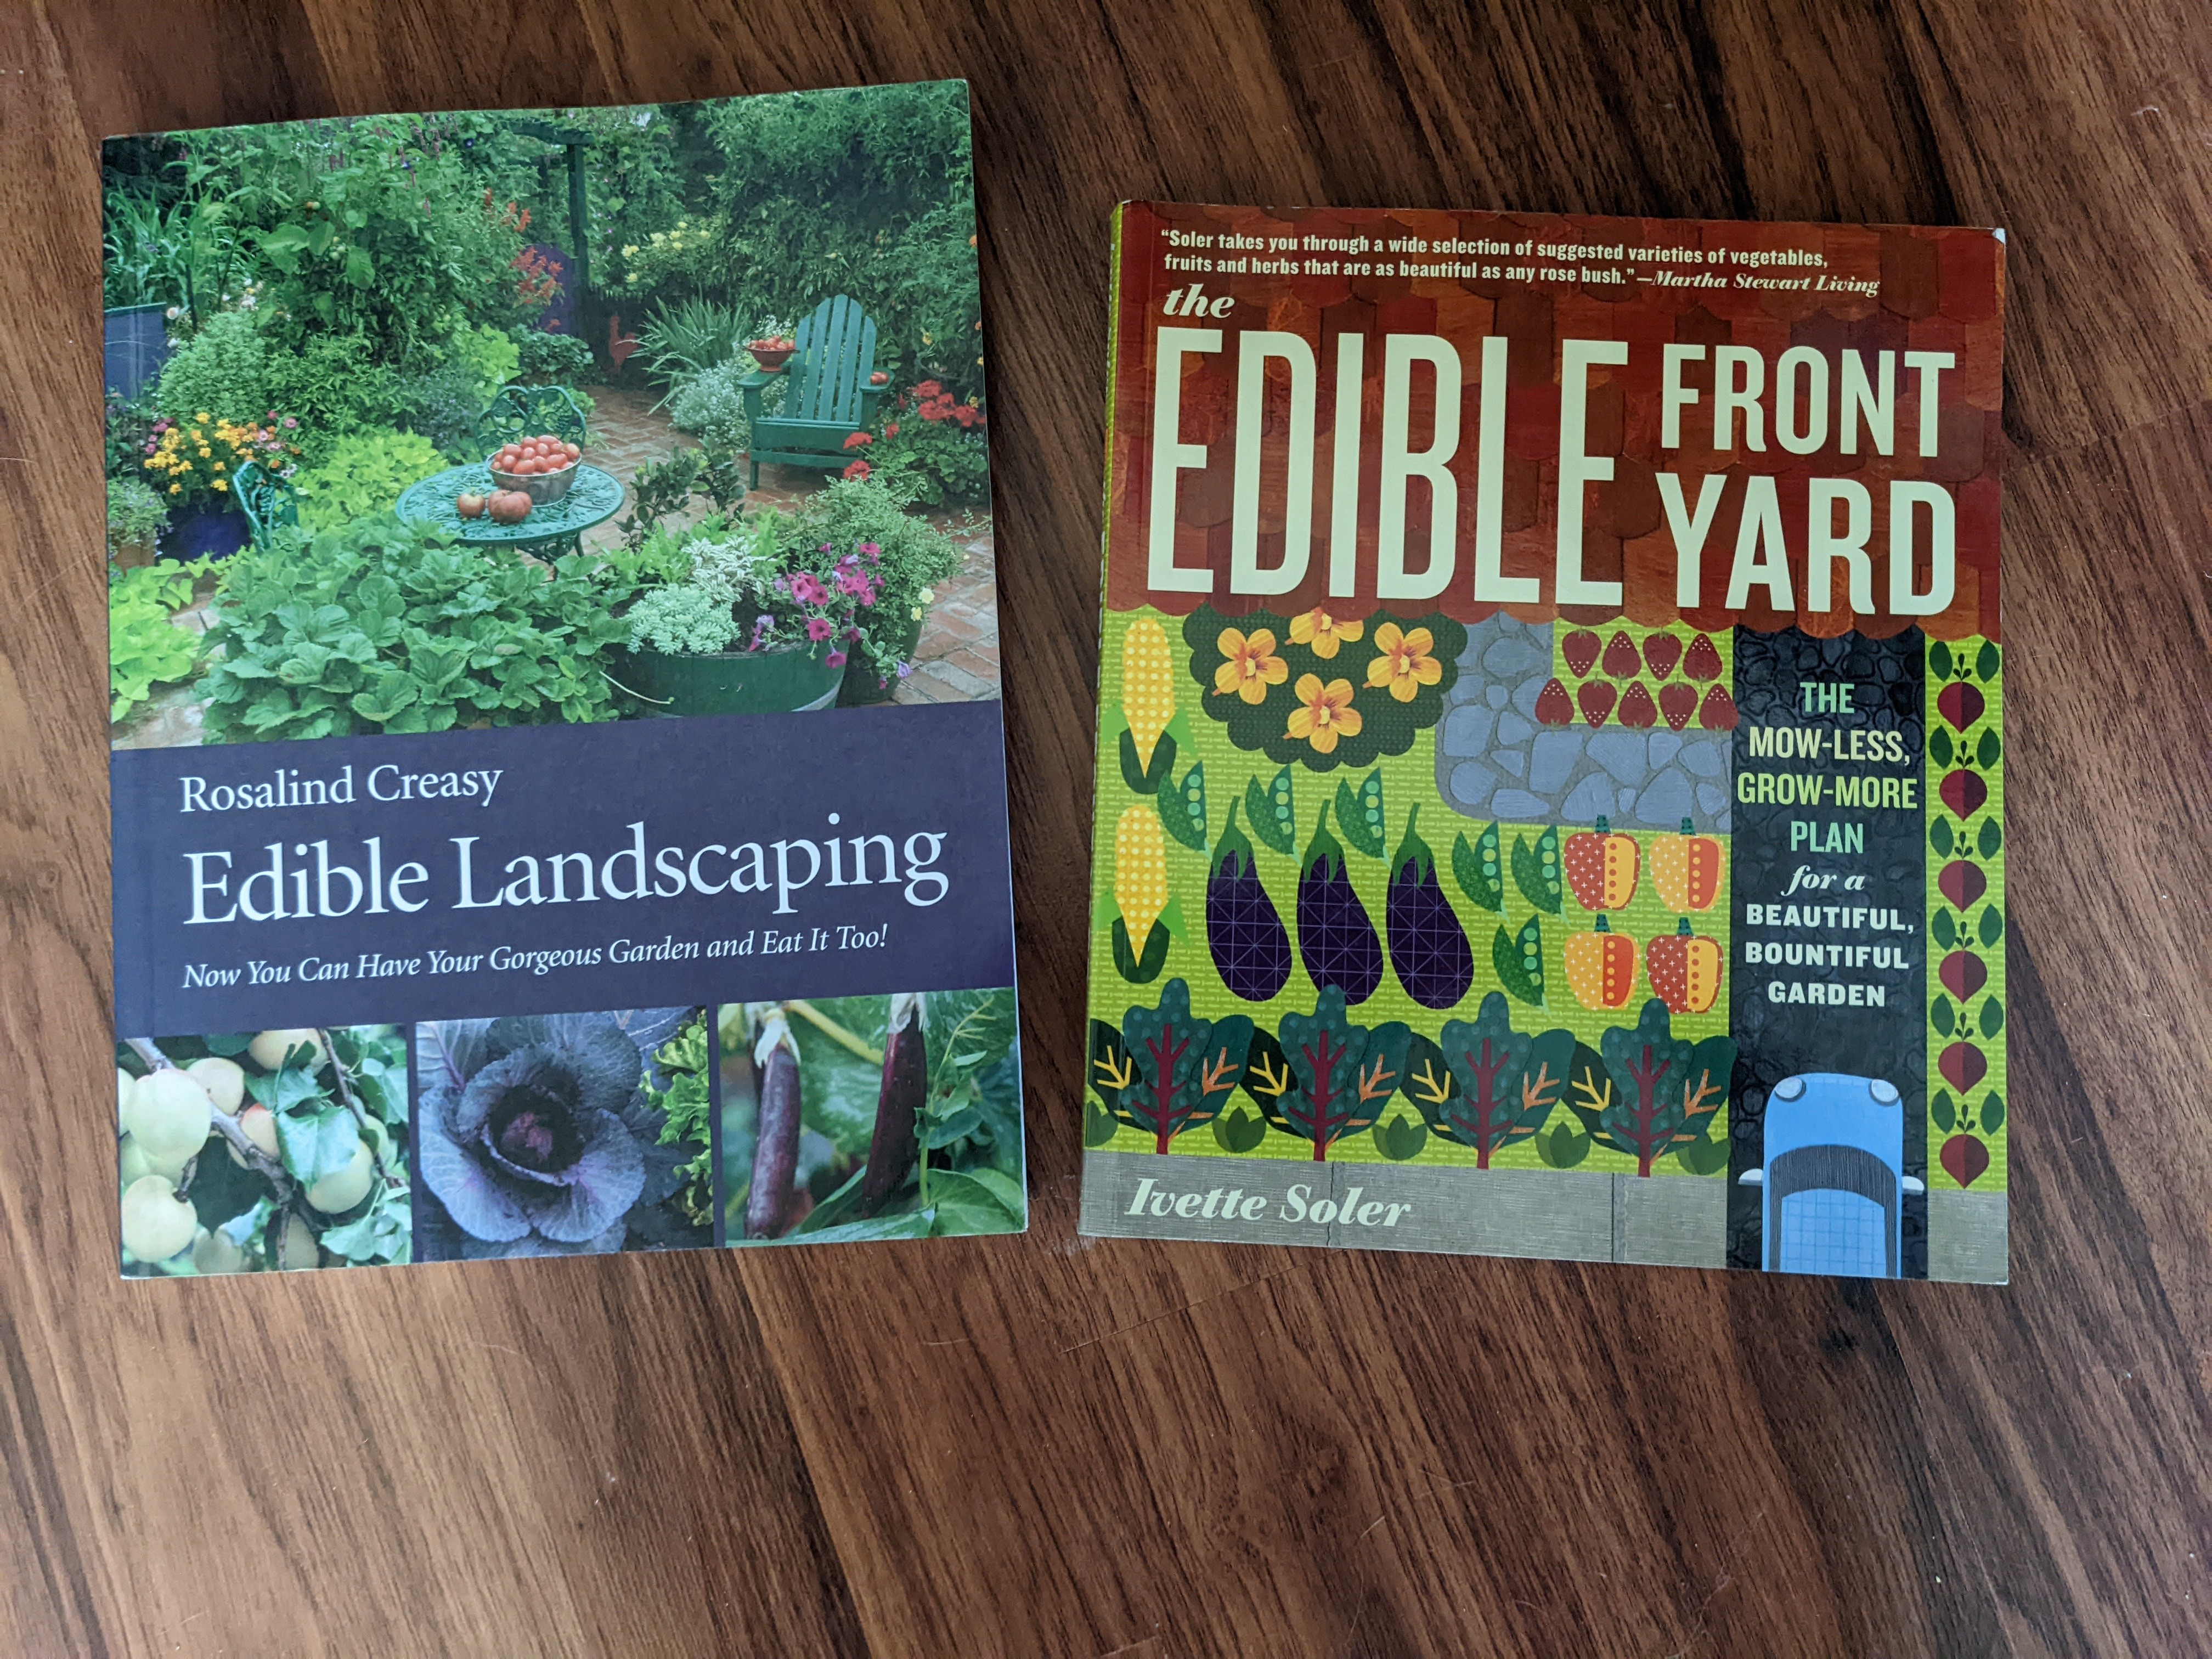 Rosalind Creasy
Edible Landscaping
Now You Can Have Your Gorgeous Garden and Eat It Too!
“Soler takes you through a wide selection of suggested varieties of vegetables,
fruits and herbs that are as beautiful as any rose bush.”—Martha Stewart Living
the
EDIBLE FRONT
YARD
THE
MOW-LESS,
GROW-MORE
PLAN
for a
BEAUTIFUL,
BOUNTIFUL
GARDEN
Ivette Soler